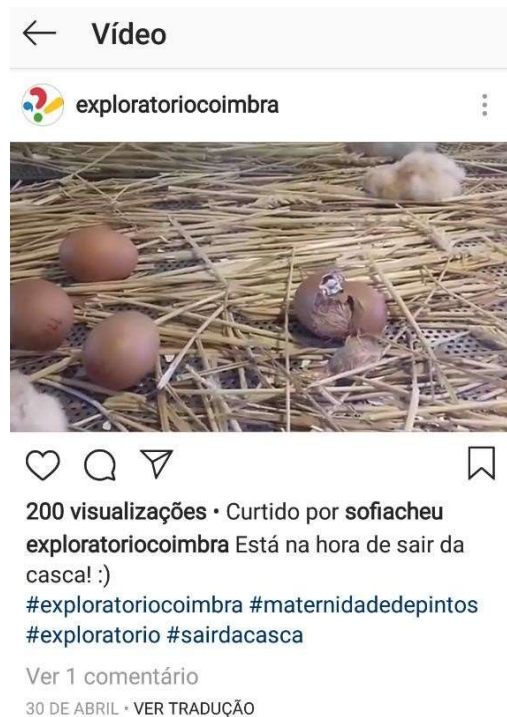 Vídeo
exploratoriocoimbra
200 visualizações • Curtido por sofiacheu
exploratoriocoimbra Está na hora de sair da
casca! :)
#exploratoriocoimbra #maternidadedepintos
#exploratorio #sairdacasca
Ver 1 comentário
30 DE ABRIL • VER TRADUÇÃO